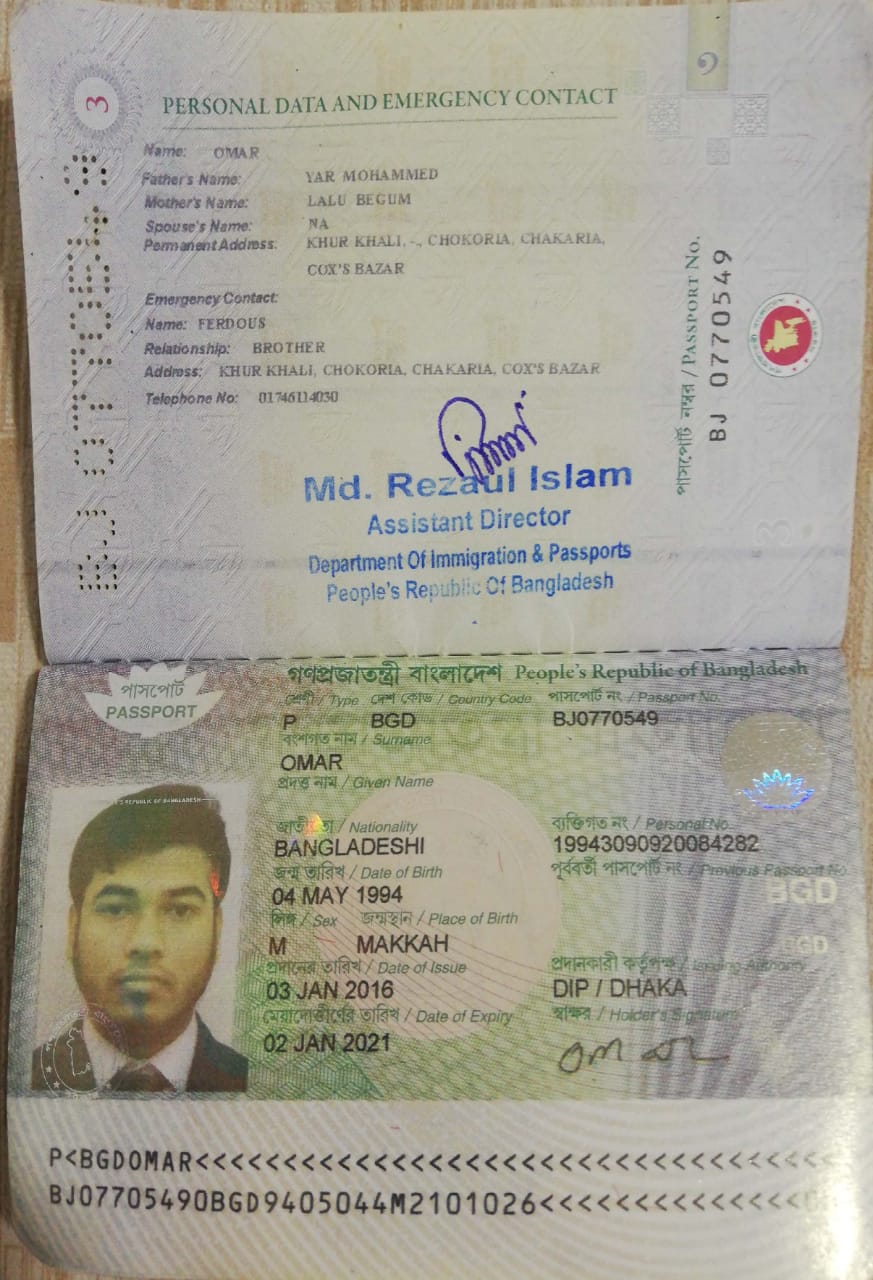 3
PERSONAL DATA AND EMERGENCY CONTACT
Name: OMAR
Father's Name: YAR MOHAMMED
Mother's Name: LALU BEGUM
Spouse's Name: NA
Permanent Address: KHUR KHALI, -, CHOKORIA, CHAKARIA,
COX'S BAZAR
Emergency Contact:
Name: FERDOUS
Relationship: BROTHER
Address: KHUR KHALI, CHOKORIA, CHAKARIA, COX'S BAZAR
Telephone No: 01746114030
পাসপোর্ট নম্বর / PASSPORT No.
BJ 0770549
Md. Rezaul Islam
Assistant Director
Department Of Immigration & Passports
People's Republic Of Bangladesh
গণপ্রজাতন্ত্রী বাংলাদেশ People's Republic of Bangladesh
পাসপোর্ট
PASSPORT
শ্রেণী / Type দেশ কোড / Country Code পাসপোর্ট নং / Passport No.
P BGD BJ0770549
বংশগত নাম / Surname
OMAR
প্রদত্ত নাম / Given Name
জাতীয়তা / Nationality ব্যক্তিগত নং / Personal No.
BANGLADESHI 19943090920084282
জন্ম তারিখ / Date of Birth পূর্ববর্তী পাসপোর্ট নং / Previous Passport No.
04 MAY 1994
BGD
লিঙ্গ / Sex জন্মস্থান / Place of Birth
M MAKKAH
প্রদানের তারিখ / Date of Issue প্রদানকারী কর্তৃপক্ষ / Issuing Authority
03 JAN 2016 DIP / DHAKA
মেয়াদোত্তীর্ণের তারিখ / Date of Expiry স্বাক্ষর / Holder's Signature
02 JAN 2021
omar
P<BGDOMAR<<<<<<<<<<<<<<<<<<<<<<<<<<<<<<<<<<<
BJ07705490BGD9405044M2101026<<<<<<<<<<<<<<